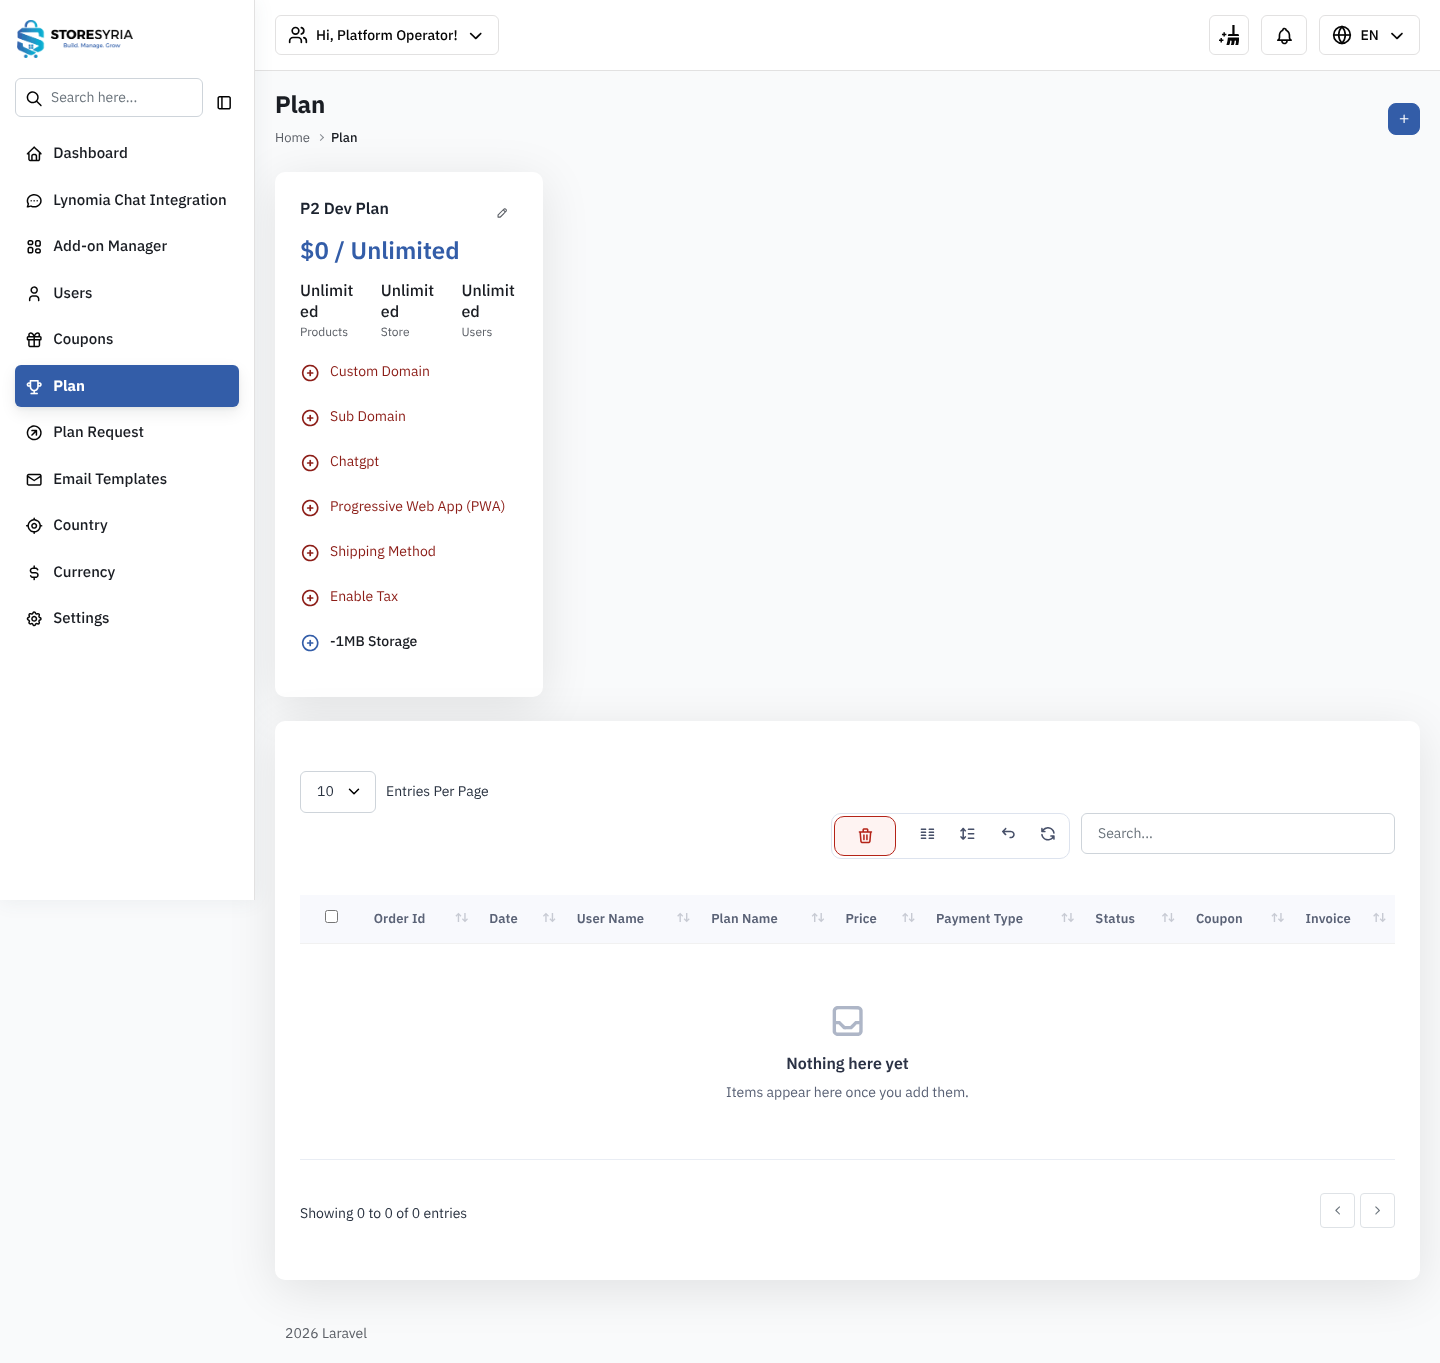 STORESYRIA
Build. Manage. Grow
Hi, Platform Operator!
EN
Search here...
Dashboard
Lynomia Chat Integration
Add-on Manager
Users
Coupons
Plan
Plan Request
Email Templates
Country
Currency
Settings
Plan
Home > Plan
+
P2 Dev Plan
$0 / Unlimited
Unlimit Unlimit Unlimit
ed ed ed
Products Store Users
Custom Domain
Sub Domain
Chatgpt
Progressive Web App (PWA)
Shipping Method
Enable Tax
-1MB Storage
10 Entries Per Page
Search...
Order Id Date User Name Plan Name Price Payment Type Status Coupon Invoice
Nothing here yet
Items appear here once you add them.
Showing 0 to 0 of 0 entries
2026 Laravel